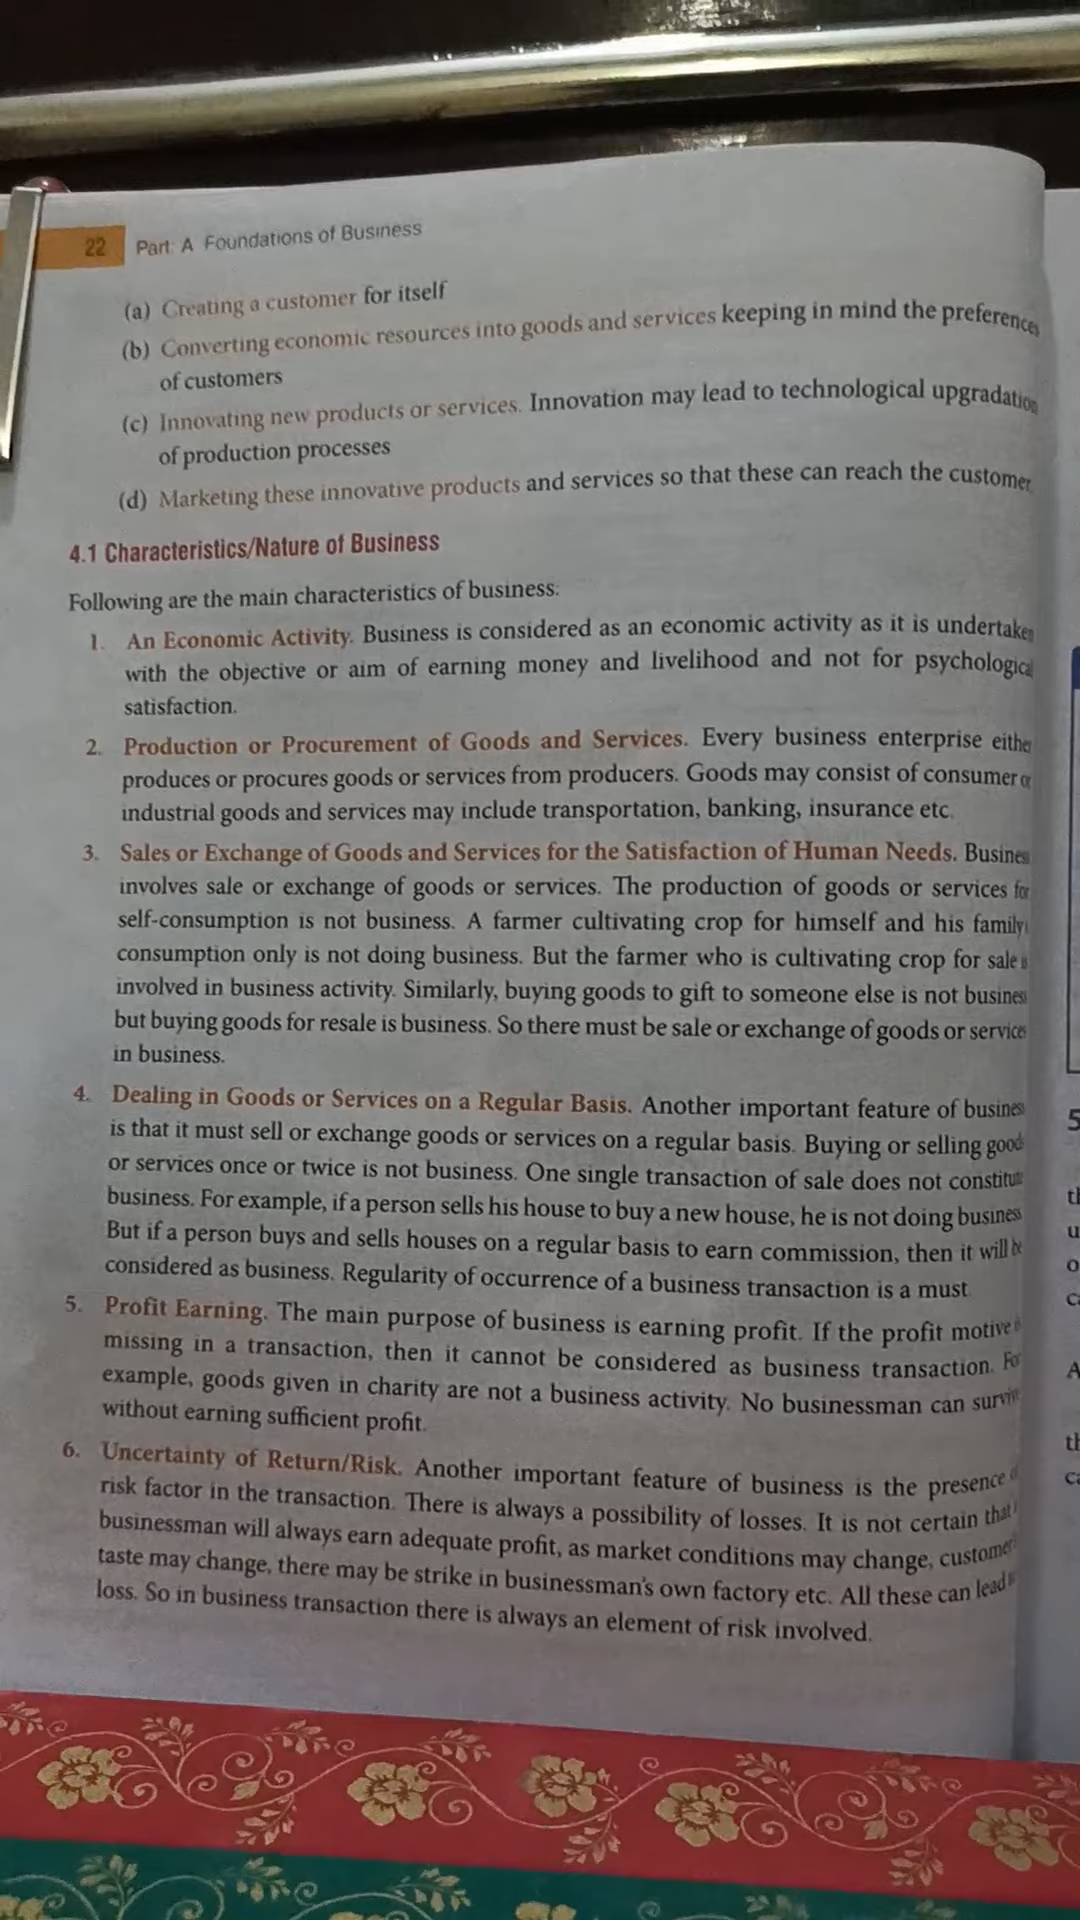 22 Part: A Foundations of Business
(a) Creating a customer for itself
(b) Converting economic resources into goods and services keeping in mind the preferences
of customers
(c) Innovating new products or services. Innovation may lead to technological upgradation
of production processes
(d) Marketing these innovative products and services so that these can reach the customer.
4.1 Characteristics/Nature of Business
Following are the main characteristics of business:
1. An Economic Activity. Business is considered as an economic activity as it is undertaken
with the objective or aim of earning money and livelihood and not for psychological
satisfaction.
2. Production or Procurement of Goods and Services. Every business enterprise either
produces or procures goods or services from producers. Goods may consist of consumer or
industrial goods and services may include transportation, banking, insurance etc.
3. Sales or Exchange of Goods and Services for the Satisfaction of Human Needs. Business
involves sale or exchange of goods or services. The production of goods or services for
self-consumption is not business. A farmer cultivating crop for himself and his family
consumption only is not doing business. But the farmer who is cultivating crop for sale is
involved in business activity. Similarly, buying goods to gift to someone else is not business
but buying goods for resale is business. So there must be sale or exchange of goods or services
in business.
4. Dealing in Goods or Services on a Regular Basis. Another important feature of business
is that it must sell or exchange goods or services on a regular basis. Buying or selling goods
or services once or twice is not business. One single transaction of sale does not constitute
business. For example, if a person sells his house to buy a new house, he is not doing business
But if a person buys and sells houses on a regular basis to earn commission, then it will be
considered as business. Regularity of occurrence of a business transaction is a must.
5. Profit Earning. The main purpose of business is earning profit. If the profit motive is
missing in a transaction, then it cannot be considered as business transaction. For
example, goods given in charity are not a business activity. No businessman can survive
without earning sufficient profit.
6. Uncertainty of Return/Risk. Another important feature of business is the presence of
risk factor in the transaction. There is always a possibility of losses. It is not certain that
businessman will always earn adequate profit, as market conditions may change, customer
taste may change, there may be strike in businessman's own factory etc. All these can lead
loss. So in business transaction there is always an element of risk involved.